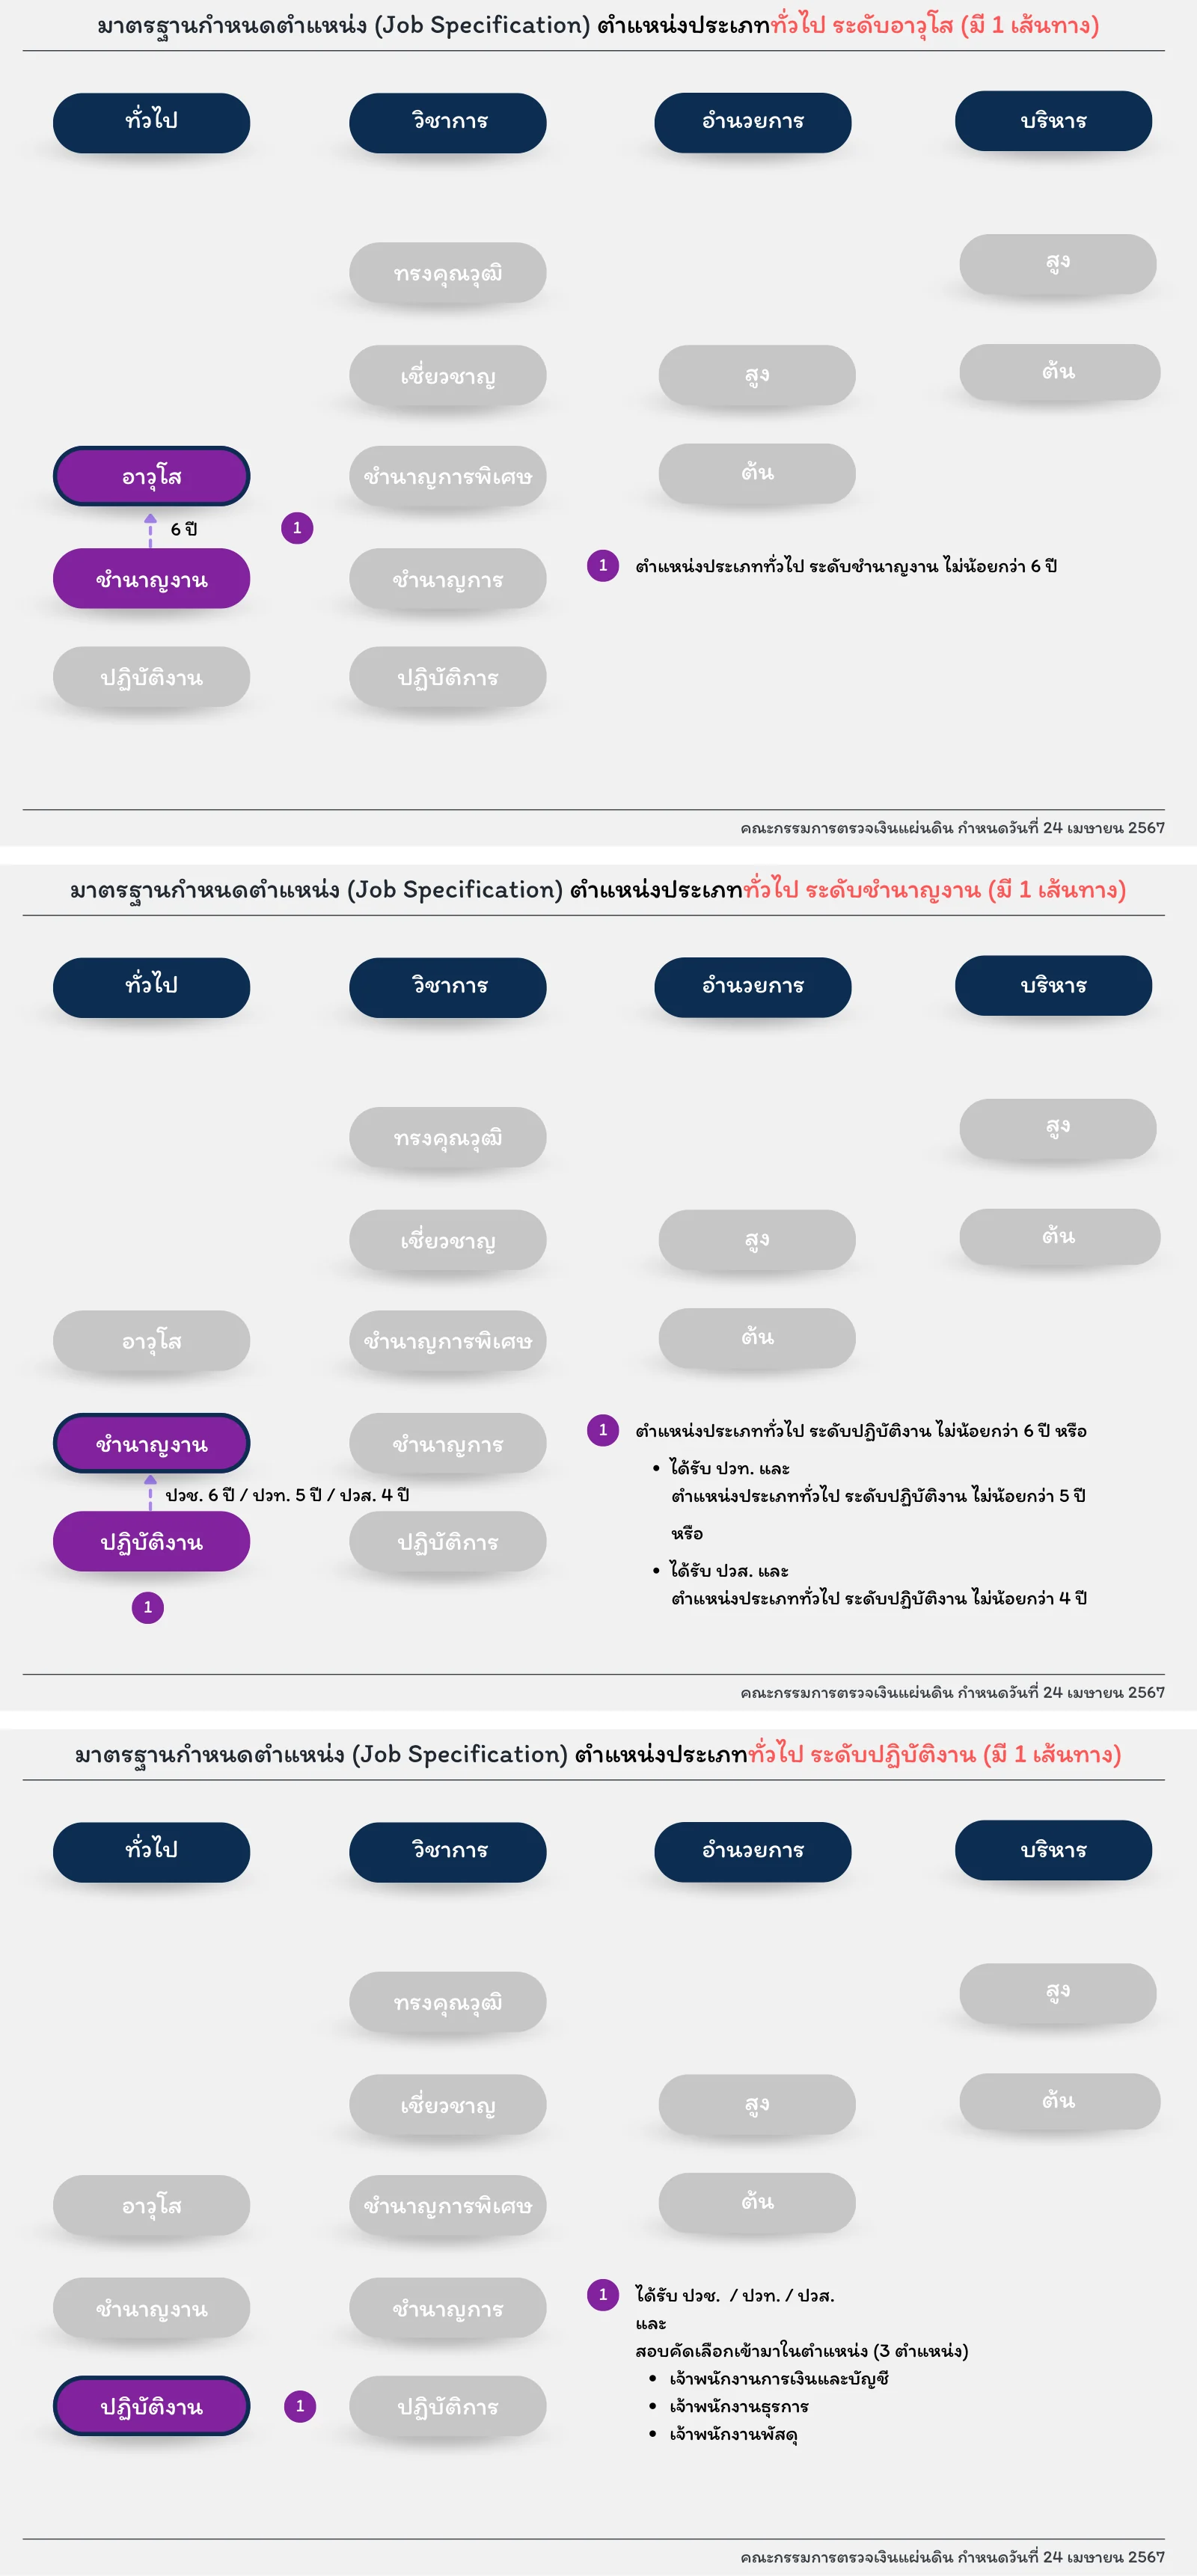 มาตรฐานกำหนดตำแหน่ง (Job Specification) ตำแหน่งประเภททั่วไป ระดับอาวุโส (มี 1 เส้นทาง)
ทั่วไป วิชาการ อำนวยการ บริหาร
ทรงคุณวุฒิ สูง
เชี่ยวชาญ สูง ต้น
อาวุโส ชำนาญการพิเศษ ต้น
6 ปี 1
ชำนาญงาน ชำนาญการ 1 ตำแหน่งประเภททั่วไป ระดับชำนาญงาน ไม่น้อยกว่า 6 ปี
ปฏิบัติงาน ปฏิบัติการ
คณะกรรมการตรวจเงินแผ่นดิน กำหนดวันที่ 24 เมษายน 2567
มาตรฐานกำหนดตำแหน่ง (Job Specification) ตำแหน่งประเภททั่วไป ระดับชำนาญงาน (มี 1 เส้นทาง)
ทั่วไป วิชาการ อำนวยการ บริหาร
ทรงคุณวุฒิ สูง
เชี่ยวชาญ สูง ต้น
อาวุโส ชำนาญการพิเศษ ต้น
ชำนาญงาน ชำนาญการ 1 ตำแหน่งประเภททั่วไป ระดับปฏิบัติงาน ไม่น้อยกว่า 6 ปี หรือ
• ได้รับ ปวท. และ
ปวช. 6 ปี / ปวท. 5 ปี / ปวส. 4 ปี ตำแหน่งประเภททั่วไป ระดับปฏิบัติงาน ไม่น้อยกว่า 5 ปี
ปฏิบัติงาน ปฏิบัติการ หรือ
• ได้รับ ปวส. และ
1 ตำแหน่งประเภททั่วไป ระดับปฏิบัติงาน ไม่น้อยกว่า 4 ปี
คณะกรรมการตรวจเงินแผ่นดิน กำหนดวันที่ 24 เมษายน 2567
มาตรฐานกำหนดตำแหน่ง (Job Specification) ตำแหน่งประเภททั่วไป ระดับปฏิบัติงาน (มี 1 เส้นทาง)
ทั่วไป วิชาการ อำนวยการ บริหาร
ทรงคุณวุฒิ สูง
เชี่ยวชาญ สูง ต้น
อาวุโส ชำนาญการพิเศษ ต้น
ชำนาญงาน ชำนาญการ 1 ได้รับ ปวช. / ปวท. / ปวส.
และ
สอบคัดเลือกเข้ามาในตำแหน่ง (3 ตำแหน่ง)
• เจ้าพนักงานการเงินและบัญชี
ปฏิบัติงาน 1 ปฏิบัติการ • เจ้าพนักงานธุรการ
• เจ้าพนักงานพัสดุ
คณะกรรมการตรวจเงินแผ่นดิน กำหนดวันที่ 24 เมษายน 2567